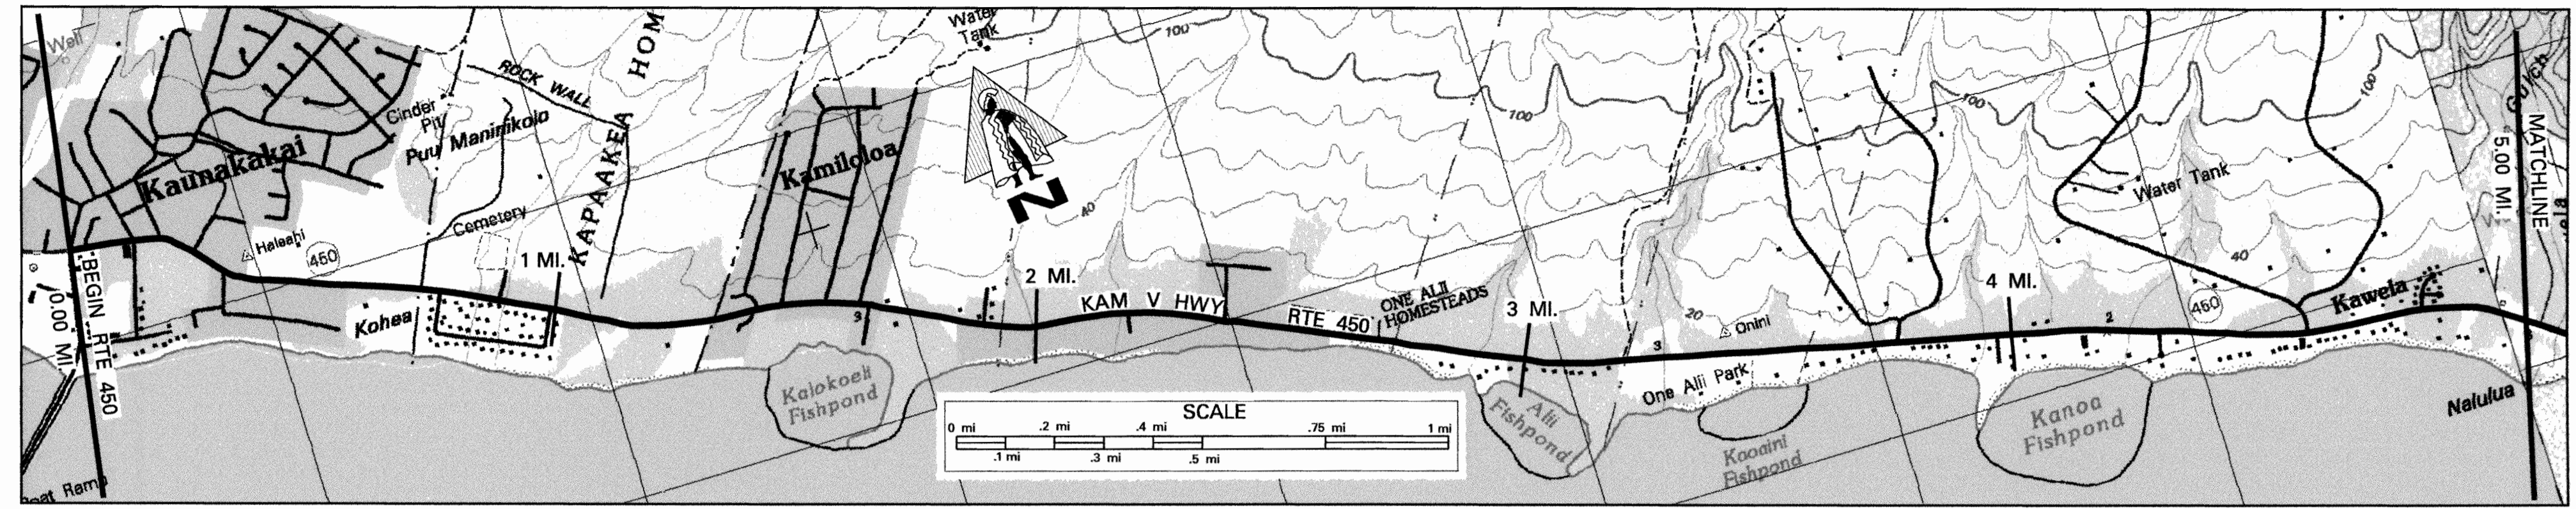 Well
Water
Tank
100
ROCK WALL
KAPAAKEA HOM
Cinder
Pit
Puu Maninikolo
Kaunakakai
Kamiloloa
100
100
100
Gulch
Water Tank
MATCHLINE
5.00 MI.
Cemetery
N
40
Haleahi
450
1 MI.
2 MI.
KAM V HWY
RTE 450
ONE ALII
HOMESTEADS
3 MI.
20
Onini
4 MI.
40
450
Kawela
BEGIN RTE 450
0.00 MI.
Kohea
3
3
2
One Alii Park
Nalulua
Kalokoeli
Fishpond
Alii
Fishpond
Kaoaini
Fishpond
Kanoa
Fishpond
SCALE
0 mi .2 mi .4 mi .75 mi 1 mi
.1 mi .3 mi .5 mi
Boat Ramp